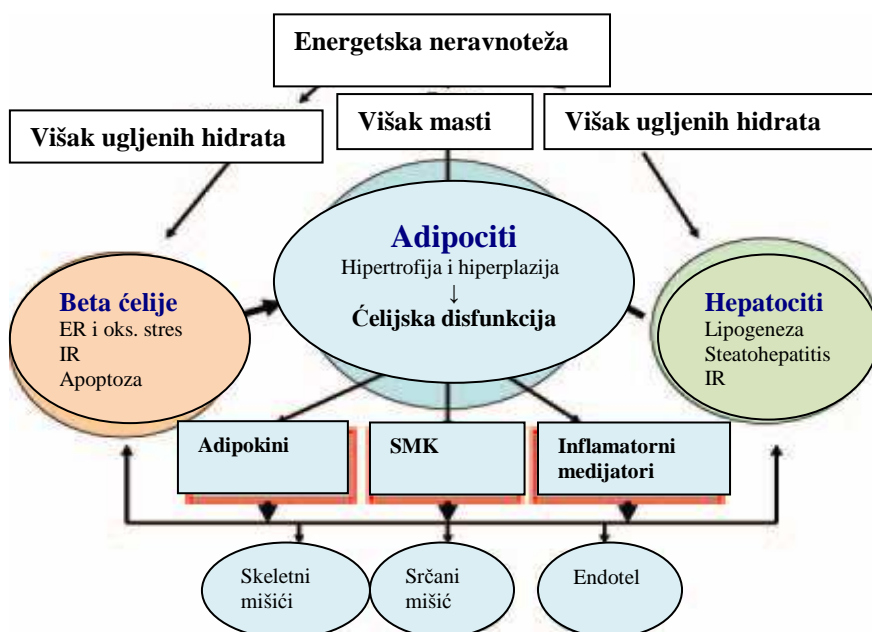 Energetska neravnoteža
Višak ugljenih hidrata
Višak masti
Višak ugljenih hidrata
Adipociti
Hipertrofija i hiperplazija
↓
Ćelijska disfunkcija
Beta ćelije
ER i oks. stres
IR
Apoptoza
Hepatociti
Lipogeneza
Steatohepatitis
IR
Adipokini
SMK
Inflamatorni
medijatori
Skeletni
mišići
Srčani
mišić
Endotel